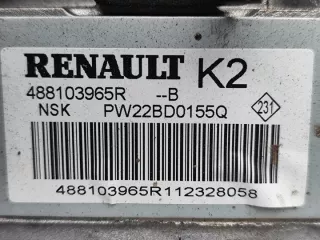 RENAULT K2
488103965R --B
NSK PW22BD0155Q
231
488103965R112328058